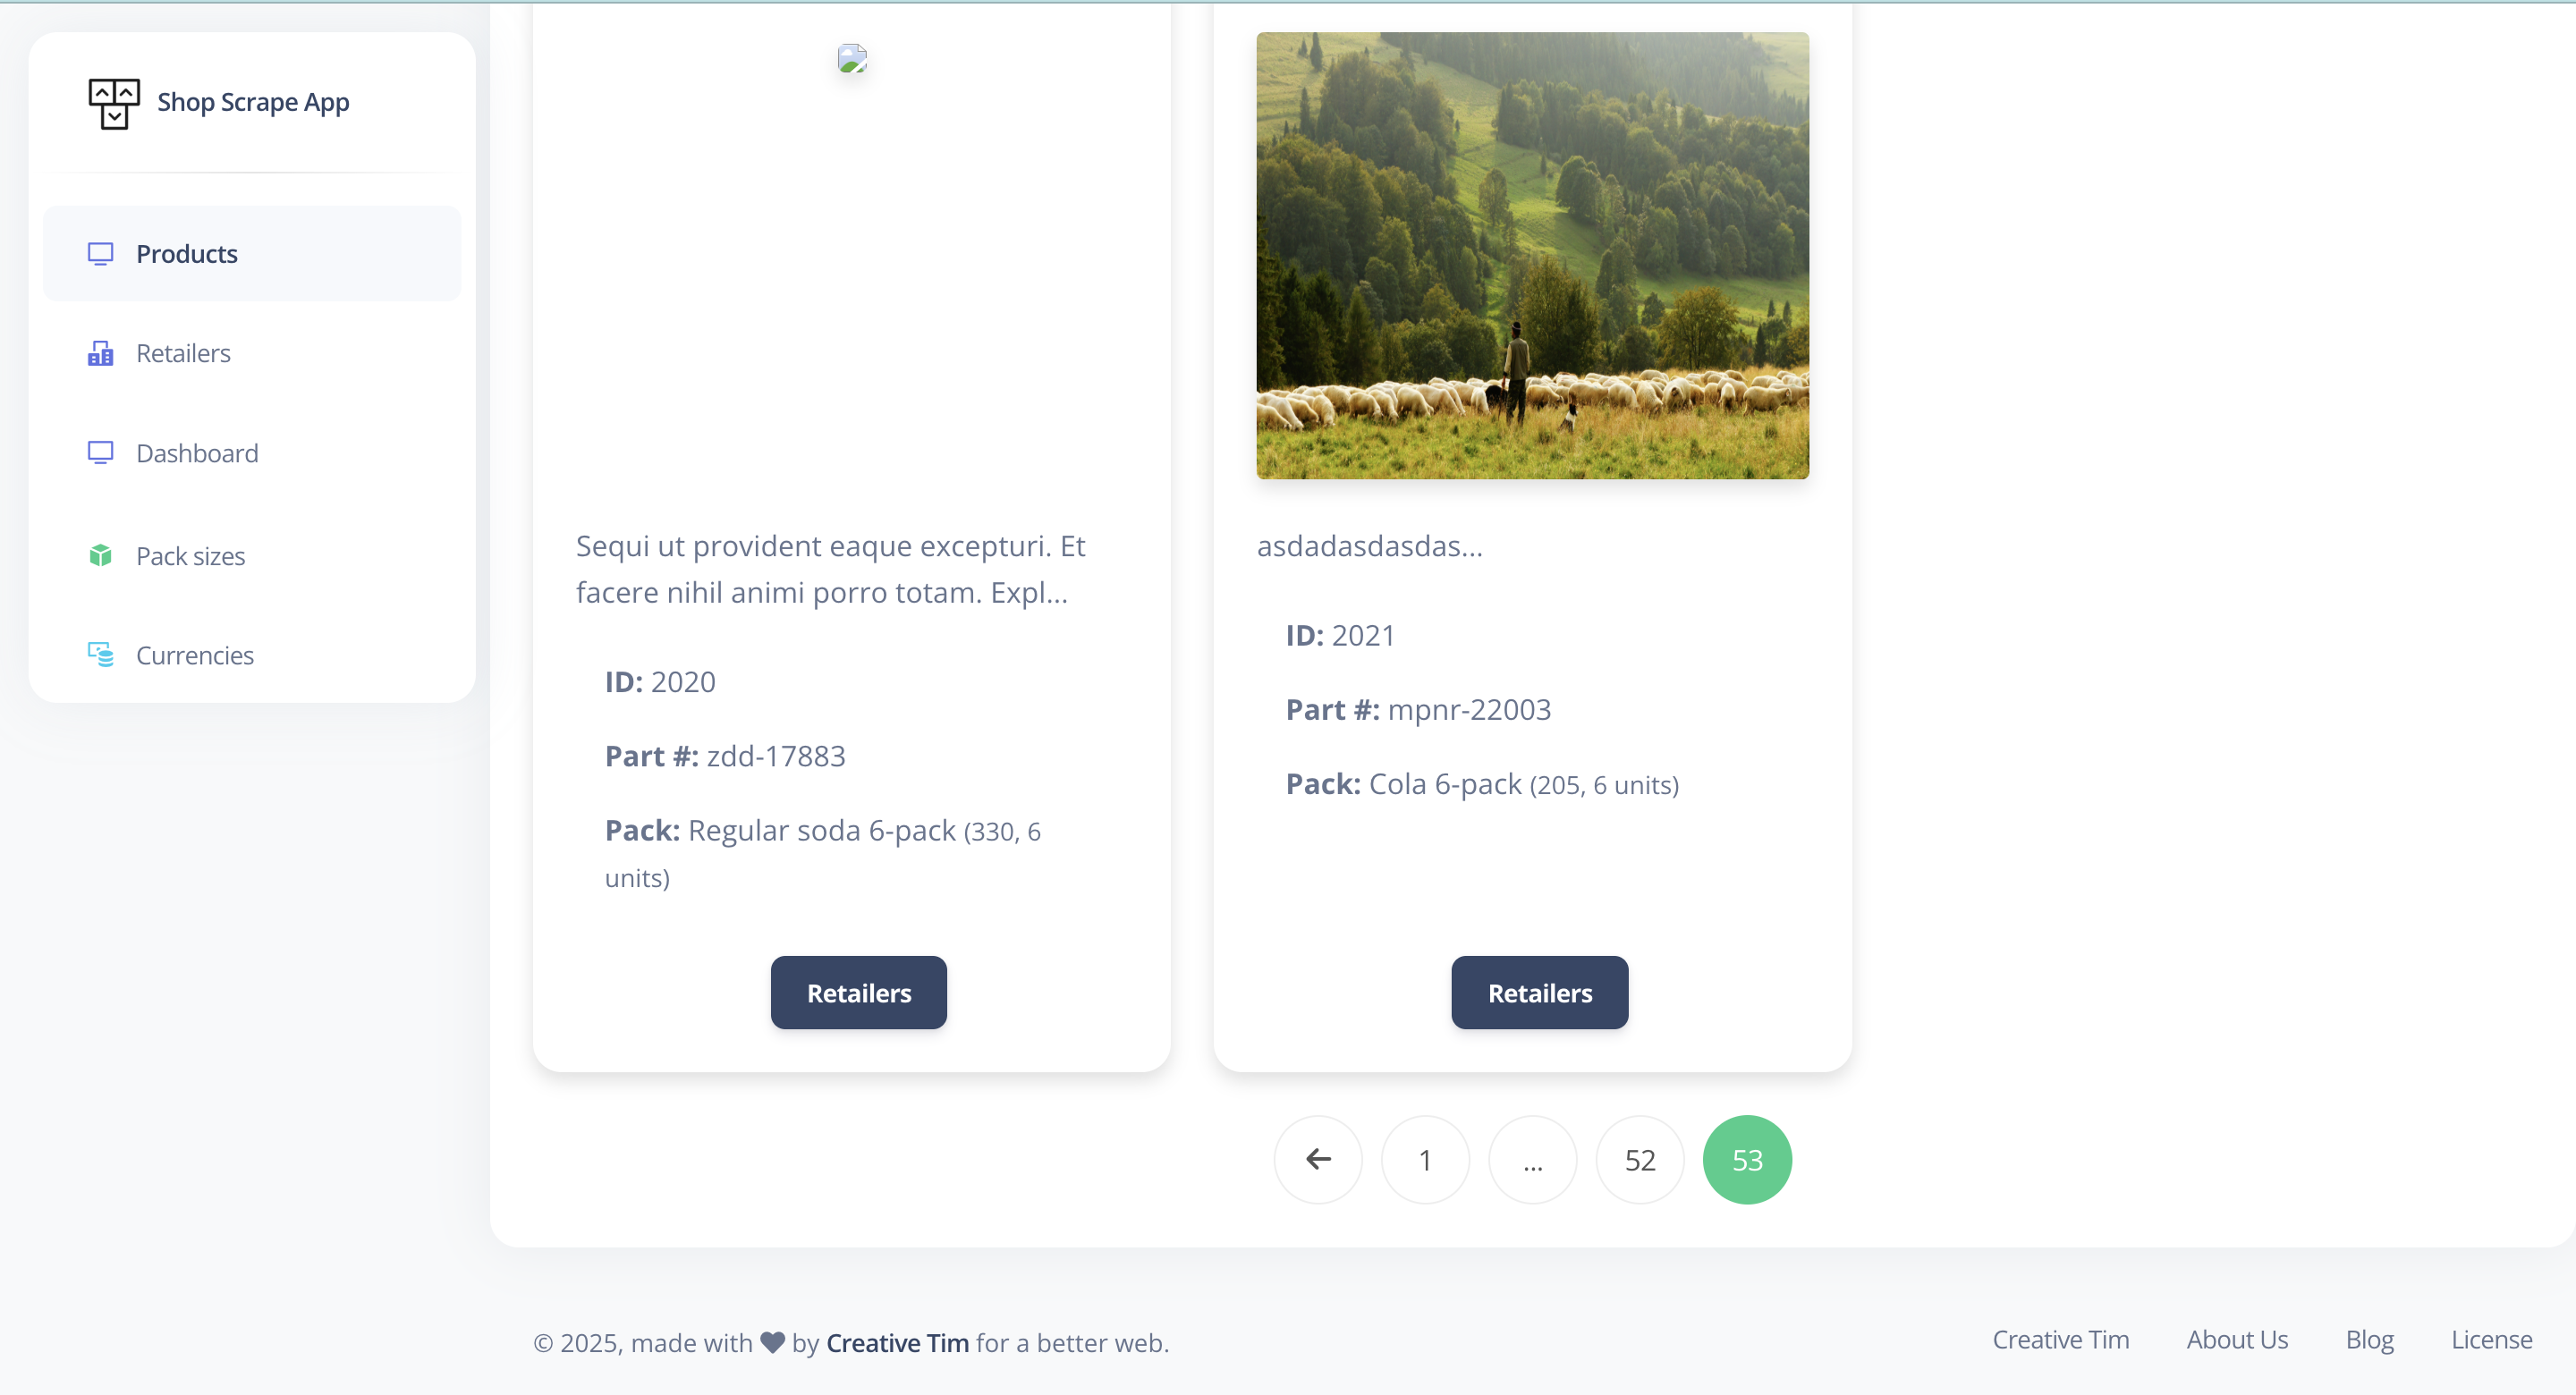 Shop Scrape App
Products
Retailers
Dashboard
Pack sizes
Currencies
Sequi ut provident eaque excepturi. Et
facere nihil animi porro totam. Expl...
ID: 2020
Part #: zdd-17883
Pack: Regular soda 6-pack (330, 6
units)
Retailers
asdadasdasdas...
ID: 2021
Part #: mpnr-22003
Pack: Cola 6-pack (205, 6 units)
Retailers
1 ... 52 53
© 2025, made with ♥ by Creative Tim for a better web.
Creative Tim About Us Blog License